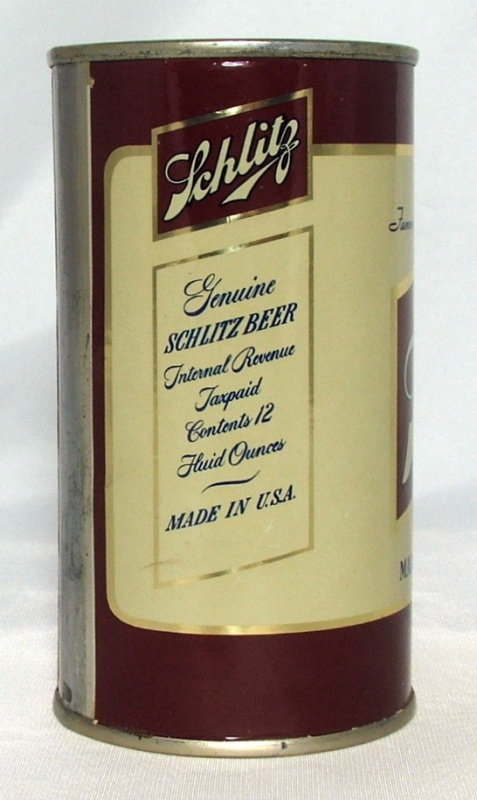 Schlitz
Genuine
SCHLITZ BEER
Internal Revenue
Taxpaid
Contents 12
Fluid Ounces
MADE IN U.S.A.